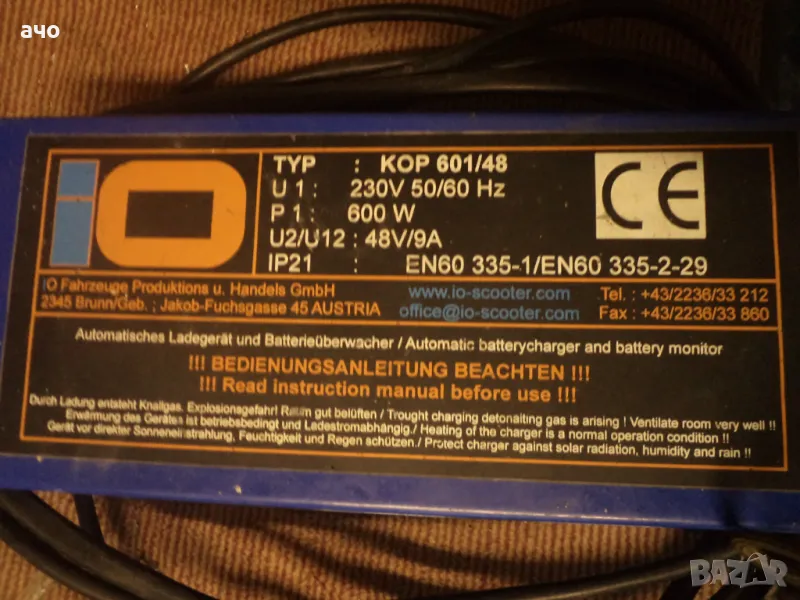 ачо
iO
TYP : KOP 601/48
U 1 : 230V 50/60 Hz
P 1 : 600 W
U2/U12 : 48V/9A
IP21 : EN60 335-1/EN60 335-2-29
CE
IO Fahrzeuge Produktions u. Handels GmbH
2345 Brunn/Geb. ; Jakob-Fuchsgasse 45 AUSTRIA
www.io-scooter.com
office@io-scooter.com
Tel. : +43/2236/33 212
Fax : +43/2236/33 860
Automatisches Ladegerät und Batterieüberwacher / Automatic batterycharger and battery monitor
!!! BEDIENUNGSANLEITUNG BEACHTEN !!!
!!! Read instruction manual before use !!!
Durch Ladung entsteht Knallgas. Explosionsgefahr! Raum gut belüften / Trought charging detonaiting gas is arising ! Ventilate room very well !!
Erwärmung des Gerätes ist betriebsbedingt und Ladestromabhängig./ Heating of the charger is a normal operation condition !!
Gerät vor direkter Sonneneinstrahlung, Feuchtigkeit und Regen schützen./ Protect charger against solar radiation, humidity and rain !!
BAZAR